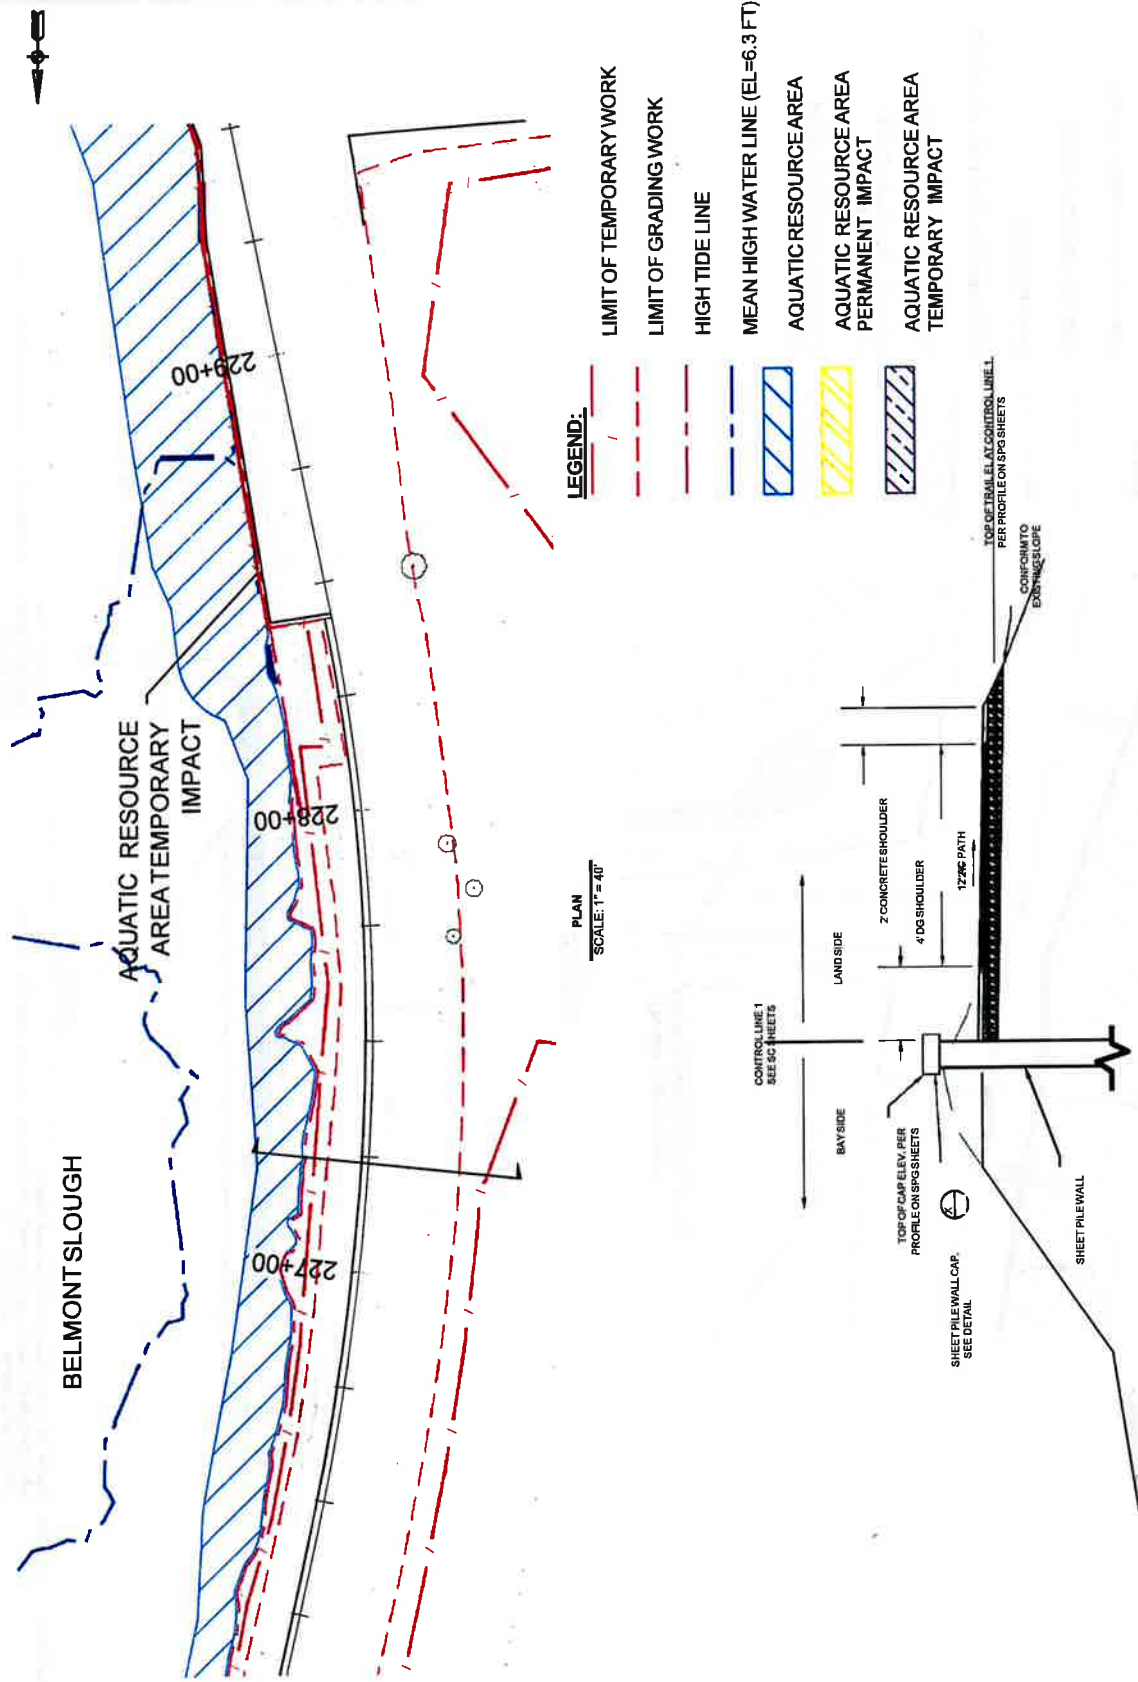 BELMONT SLOUGH
AQUATIC RESOURCE
AREA TEMPORARY
IMPACT
227+00
228+00
229+00
PLAN
SCALE: 1" = 40'
LEGEND:
LIMIT OF TEMPORARY WORK
LIMIT OF GRADING WORK
HIGH TIDE LINE
MEAN HIGH WATER LINE (EL=6.3 FT)
AQUATIC RESOURCE AREA
AQUATIC RESOURCE AREA
PERMANENT IMPACT
AQUATIC RESOURCE AREA
TEMPORARY IMPACT
CONTROL LINE 1
SEE SC SHEETS
BAYSIDE
LANDSIDE
2' CONCRETE SHOULDER
4' DG SHOULDER
12' AC PATH
TOP OF CAP ELEV. PER
PROFILE ON SPG SHEETS
SHEET PILE WALL CAP.
SEE DETAIL
X
SHEET PILE WALL
TOP OF TRAIL EL AT CONTROL LINE 1.
PER PROFILE ON SPG SHEETS
CONFORM TO
EXISTING SLOPE